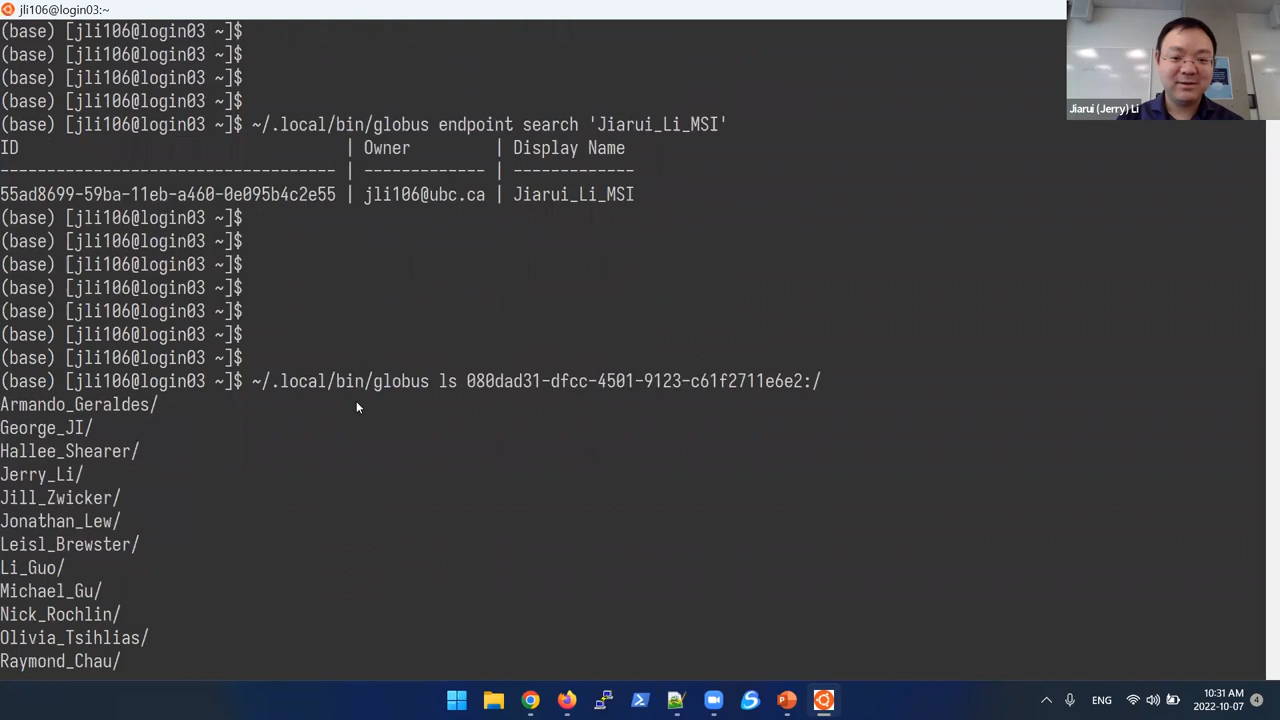 jli106@login03:~
(base) [jli106@login03 ~]$
(base) [jli106@login03 ~]$
(base) [jli106@login03 ~]$
(base) [jli106@login03 ~]$
(base) [jli106@login03 ~]$ ~/.local/bin/globus endpoint search 'Jiarui_Li_MSI'
ID | Owner | Display Name
------------------------------------ | ------------- | -------------
55ad8699-59ba-11eb-a460-0e095b4c2e55 | jli106@ubc.ca | Jiarui_Li_MSI
(base) [jli106@login03 ~]$
(base) [jli106@login03 ~]$
(base) [jli106@login03 ~]$
(base) [jli106@login03 ~]$
(base) [jli106@login03 ~]$
(base) [jli106@login03 ~]$
(base) [jli106@login03 ~]$
(base) [jli106@login03 ~]$ ~/.local/bin/globus ls 080dad31-dfcc-4501-9123-c61f2711e6e2:/
Armando_Geraldes/
George_JI/
Hallee_Shearer/
Jerry_Li/
Jill_Zwicker/
Jonathan_Lew/
Leisl_Brewster/
Li_Guo/
Michael_Gu/
Nick_Rochlin/
Olivia_Tsihlias/
Raymond_Chau/
Jiarui (Jerry) Li
ENG
10:31 AM
2022-10-07
4